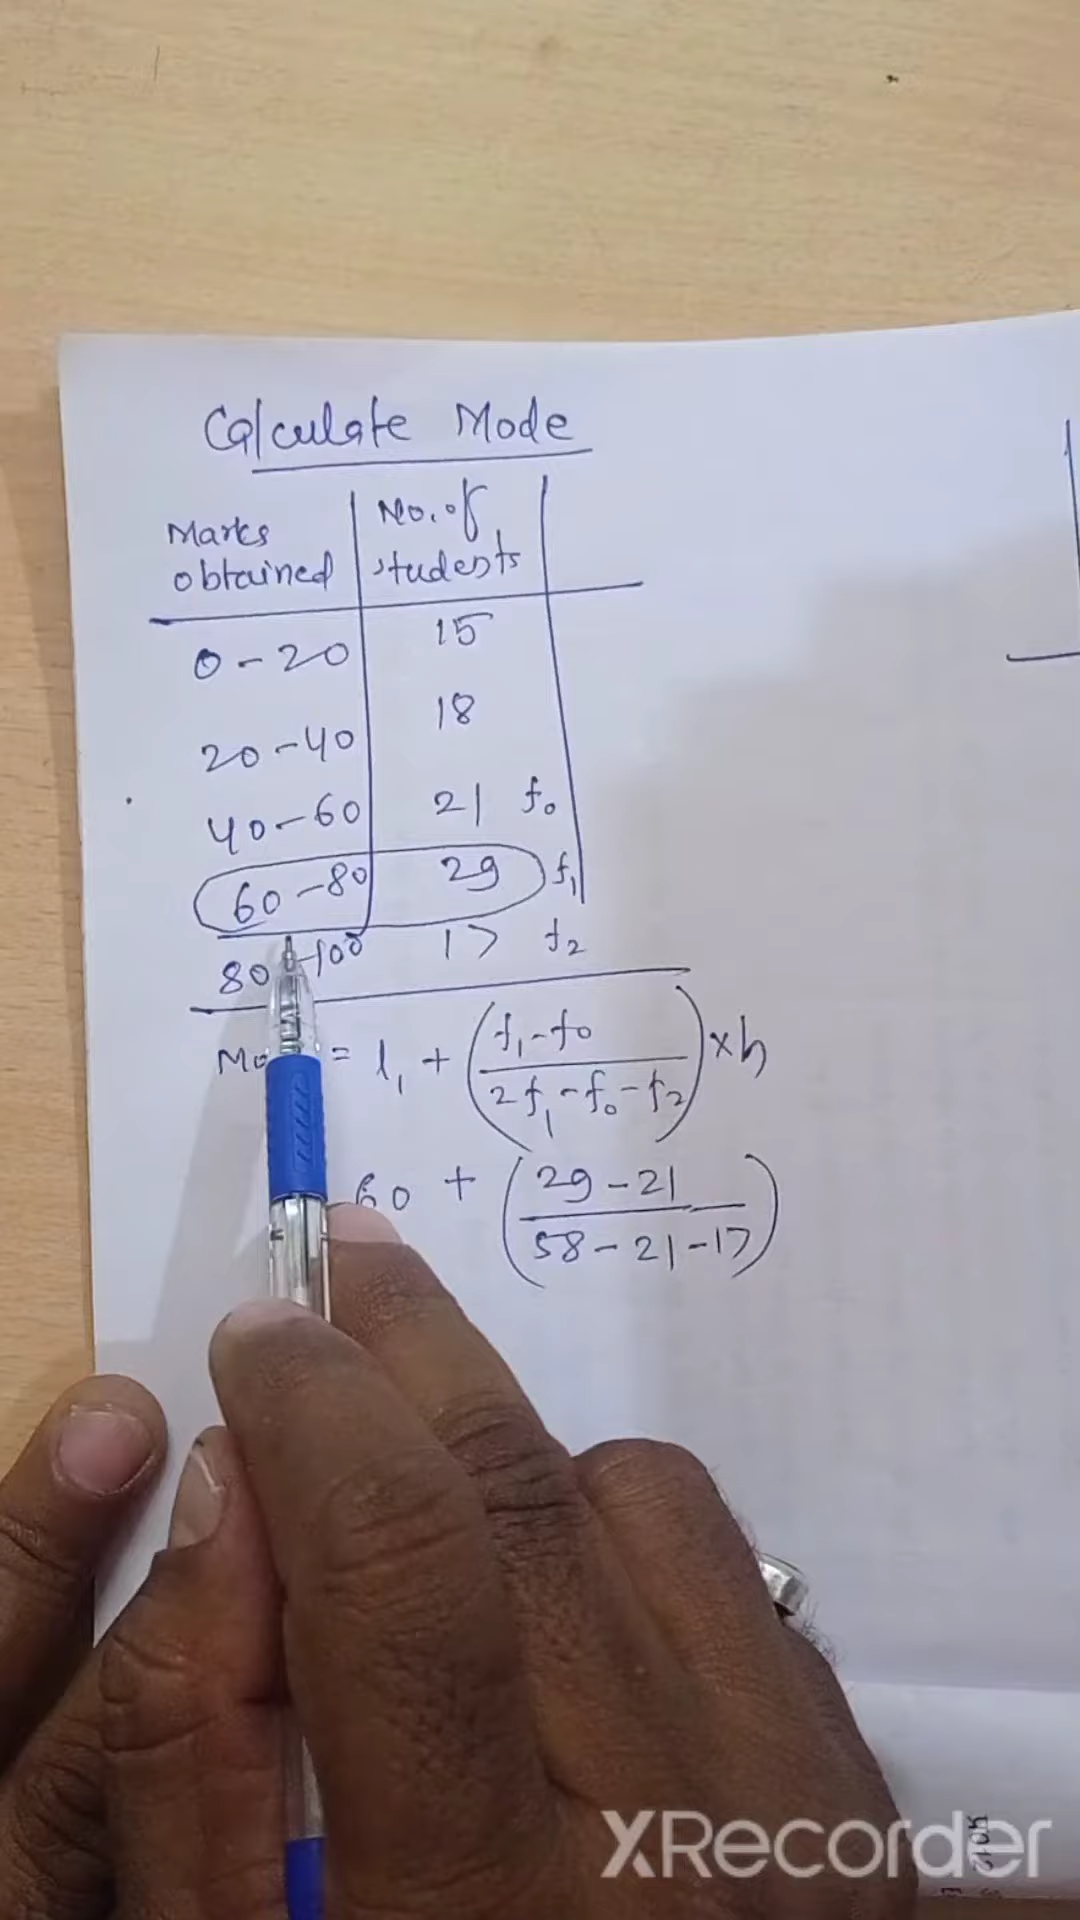 Calculate Mode
Marks obtained No. of students
0-20 15
20-40 18
40-60 21 f₀
60-80 29 f₁
80-100 17 f₂
= l₁ + (f₁-f₀ / 2f₁-f₀-f₂) × h
60 + (29-21 / 58-21-17)
XRecorder